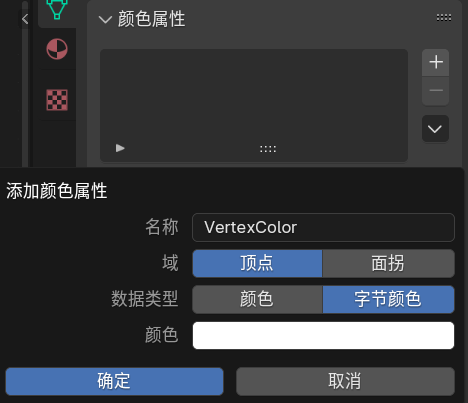 颜色属性
添加颜色属性
名称 VertexColor
域 顶点 面拐
数据类型 颜色 字节颜色
颜色
确定 取消